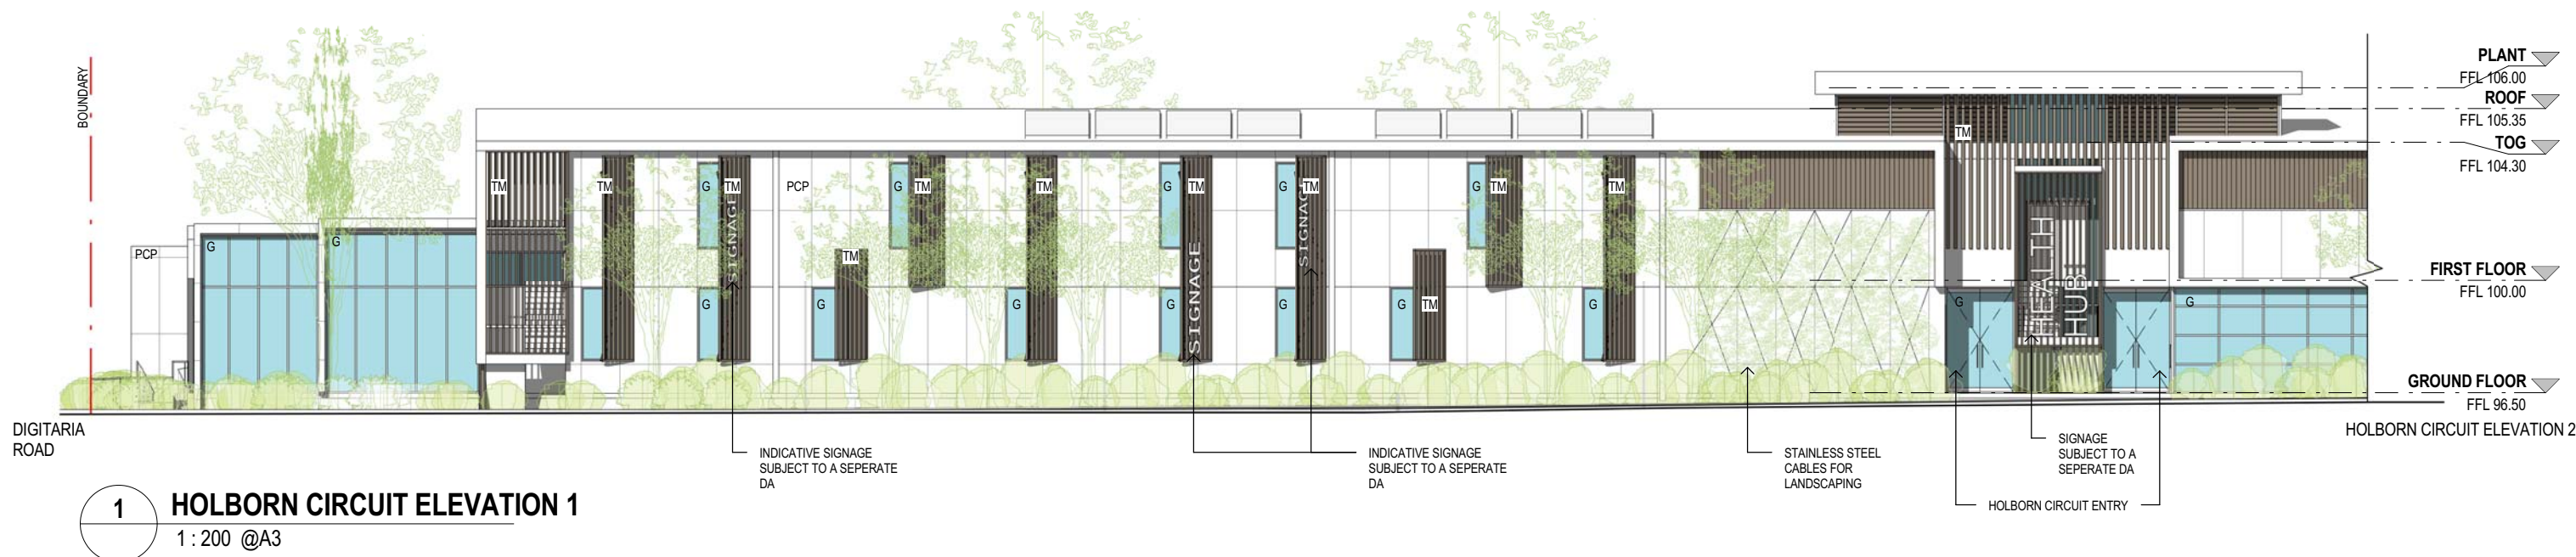 BOUNDARY
PLANT
FFL 106.00
ROOF
FFL 105.35
TOG
FFL 104.30
FIRST FLOOR
FFL 100.00
GROUND FLOOR
FFL 96.50
TM
TM
TM
G
TM
PCP
G
TM
TM
G
TM
G
TM
G
TM
TM
SIGNAGE
SIGNAGE
SIGNAGE
HEALTH
HUB
PCP
G
G
TM
G
G
G
G
G
G
TM
G
G
G
DIGITARIA
ROAD
HOLBORN CIRCUIT ELEVATION 2
INDICATIVE SIGNAGE
SUBJECT TO A SEPERATE
DA
INDICATIVE SIGNAGE
SUBJECT TO A SEPERATE
DA
STAINLESS STEEL
CABLES FOR
LANDSCAPING
SIGNAGE
SUBJECT TO A
SEPERATE DA
HOLBORN CIRCUIT ENTRY
1
HOLBORN CIRCUIT ELEVATION 1
1 : 200 @A3